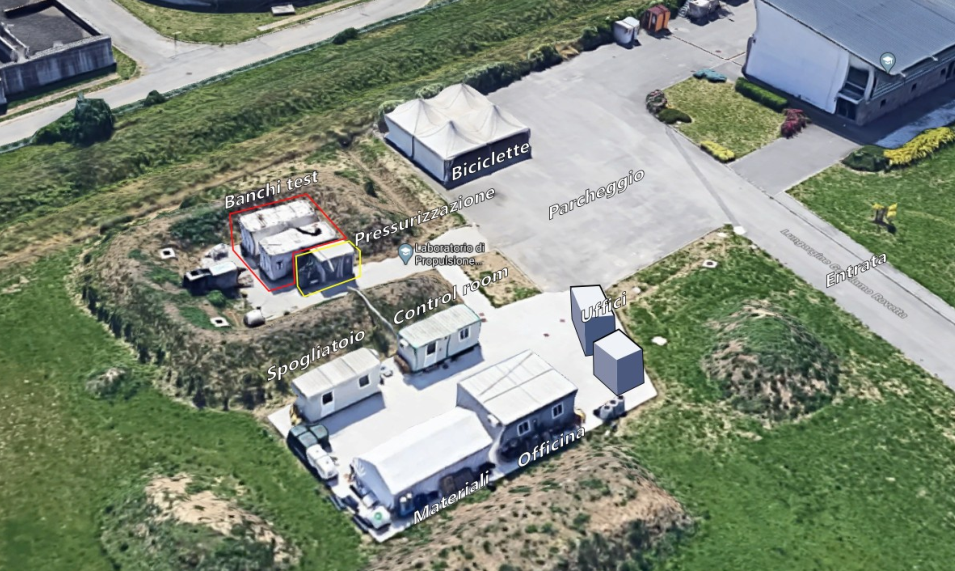 Biciclette
Banchi test
Parcheggio
Pressurizzazione
Laboratorio di
Propulsione...
Entrata
Control room
Uffici
Spogliatoio
Officina
Materiali